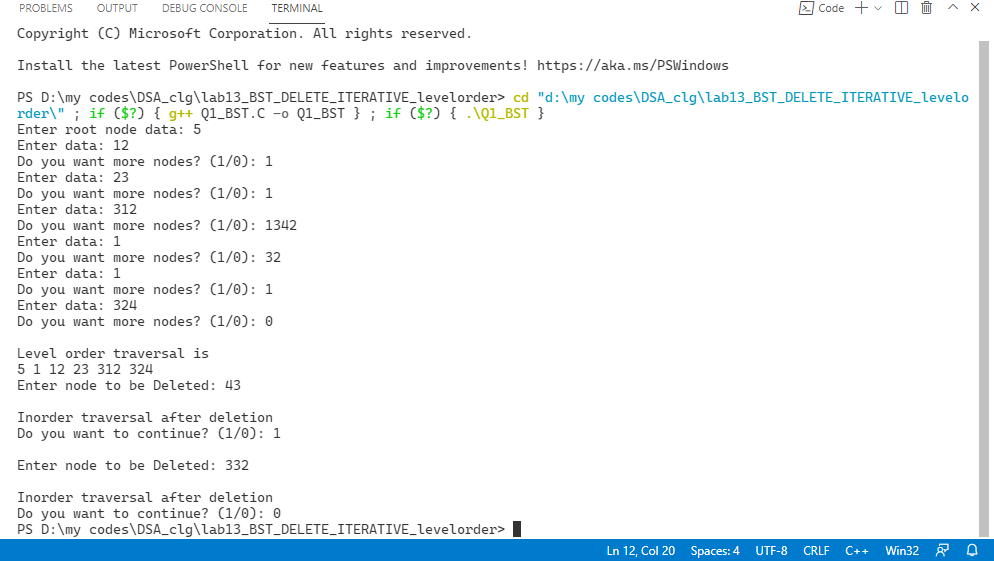 PROBLEMS OUTPUT DEBUG CONSOLE TERMINAL Code
Copyright (C) Microsoft Corporation. All rights reserved.
Install the latest PowerShell for new features and improvements! https://aka.ms/PSWindows
PS D:\my codes\DSA_clg\lab13_BST_DELETE_ITERATIVE_levelorder> cd "d:\my codes\DSA_clg\lab13_BST_DELETE_ITERATIVE_levelo
rder\" ; if ($?) { g++ Q1_BST.C -o Q1_BST } ; if ($?) { .\Q1_BST }
Enter root node data: 5
Enter data: 12
Do you want more nodes? (1/0): 1
Enter data: 23
Do you want more nodes? (1/0): 1
Enter data: 312
Do you want more nodes? (1/0): 1342
Enter data: 1
Do you want more nodes? (1/0): 32
Enter data: 1
Do you want more nodes? (1/0): 1
Enter data: 324
Do you want more nodes? (1/0): 0
Level order traversal is
5 1 12 23 312 324
Enter node to be Deleted: 43
Inorder traversal after deletion
Do you want to continue? (1/0): 1
Enter node to be Deleted: 332
Inorder traversal after deletion
Do you want to continue? (1/0): 0
PS D:\my codes\DSA_clg\lab13_BST_DELETE_ITERATIVE_levelorder>
Ln 12, Col 20 Spaces: 4 UTF-8 CRLF C++ Win32